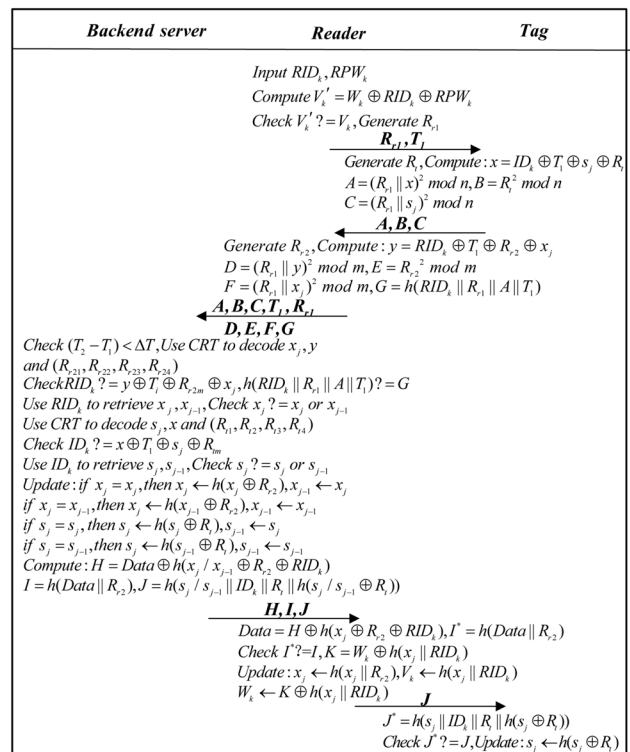 Backend server Reader Tag
Input RID_k, RPW_k
Compute V_k' = W_k ⊕ RID_k ⊕ RPW_k
Check V_k' ?= V_k, Generate R_r1
R_r1, T_1
Generate R_t, Compute: x = ID_k ⊕ T_1 ⊕ s_j ⊕ R_t
A = (R_r1 || x)^2 mod n, B = R_t^2 mod n
C = (R_r1 || s_j)^2 mod n
A, B, C
Generate R_r2, Compute: y = RID_k ⊕ T_1 ⊕ R_r2 ⊕ x_j
D = (R_r1 || y)^2 mod m, E = R_r2^2 mod m
F = (R_r1 || x_j)^2 mod m, G = h(RID_k || R_r1 || A || T_1)
A, B, C, T_1, R_r1
D, E, F, G
Check (T_2 − T_1) < ΔT, Use CRT to decode x_j, y
and (R_r21, R_r22, R_r23, R_r24)
CheckRID_k ?= y ⊕ T_i ⊕ R_r2m ⊕ x_j, h(RID_k || R_r1 || A || T_1) ?= G
Use RID_k to retrieve x_j, x_j−1, Check x_j ?= x_j or x_j−1
Use CRT to decode s_j, x and (R_t1, R_t2, R_t3, R_t4)
Check ID_k ?= x ⊕ T_1 ⊕ s_j ⊕ R_tm
Use ID_k to retrieve s_j, s_j−1, Check s_j ?= s_j or s_j−1
Update: if x_j = x_j, then x_j ← h(x_j ⊕ R_r2), x_j−1 ← x_j
if x_j = x_j−1, then x_j ← h(x_j−1 ⊕ R_r2), x_j−1 ← x_j−1
if s_j = s_j, then s_j ← h(s_j ⊕ R_t), s_j−1 ← s_j
if s_j = s_j−1, then s_j ← h(s_j−1 ⊕ R_t), s_j−1 ← s_j−1
Compute: H = Data ⊕ h(x_j / x_j−1 ⊕ R_r2 ⊕ RID_k)
I = h(Data || R_r2), J = h(s_j / s_j−1 || ID_k || R_t || h(s_j / s_j−1 ⊕ R_t))
H, I, J
Data = H ⊕ h(x_j ⊕ R_r2 ⊕ RID_k), I^* = h(Data || R_r2)
Check I^* ?= I, K = W_k ⊕ h(x_j || RID_k)
Update: x_j ← h(x_j || R_r2), V_k ← h(x_j || RID_k)
W_k ← K ⊕ h(x_j || RID_k)
J
J^* = h(s_j || ID_k || R_t || h(s_j ⊕ R_t))
Check J^* ?= J, Update: s_j ← h(s_j ⊕ R_t)